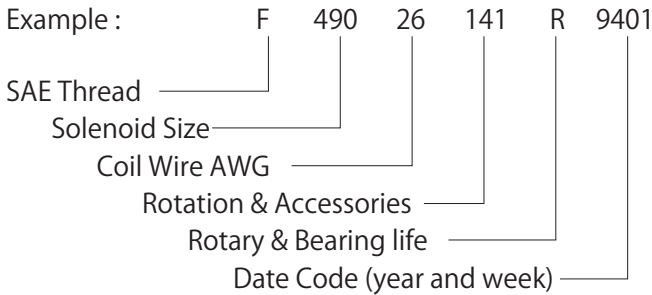 Example : F 490 26 141 R 9401
SAE Thread
Solenoid Size
Coil Wire AWG
Rotation & Accessories
Rotary & Bearing life
Date Code (year and week)